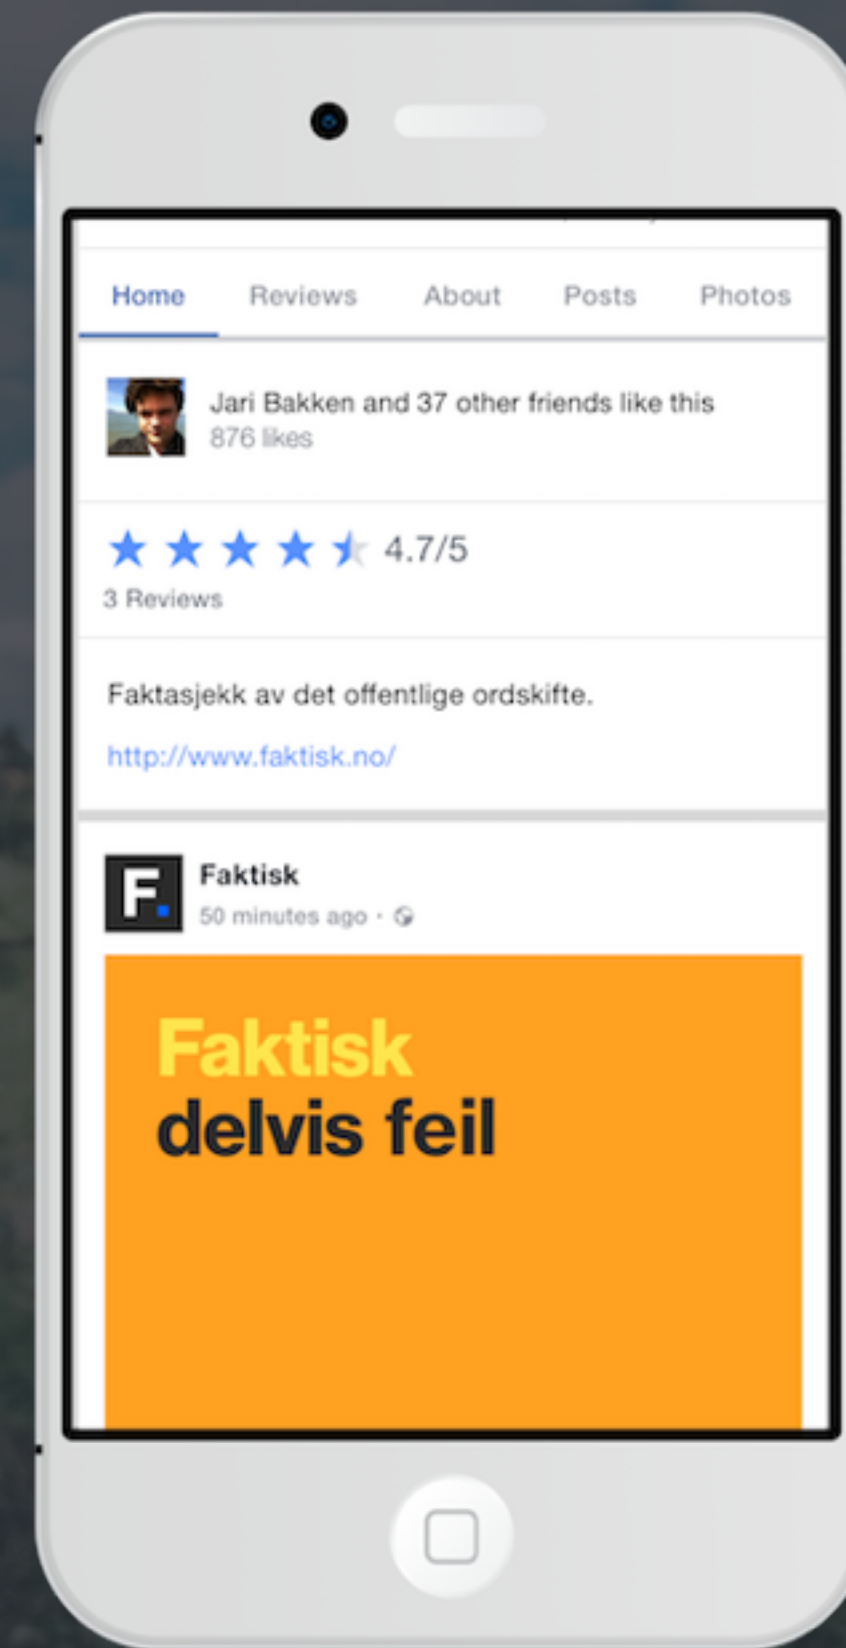 Home Reviews About Posts Photos
Jari Bakken and 37 other friends like this
876 likes
4.7/5
3 Reviews
Faktasjekk av det offentlige ordskifte.
http://www.faktisk.no/
F.
Faktisk
50 minutes ago ·
Faktisk
delvis feil